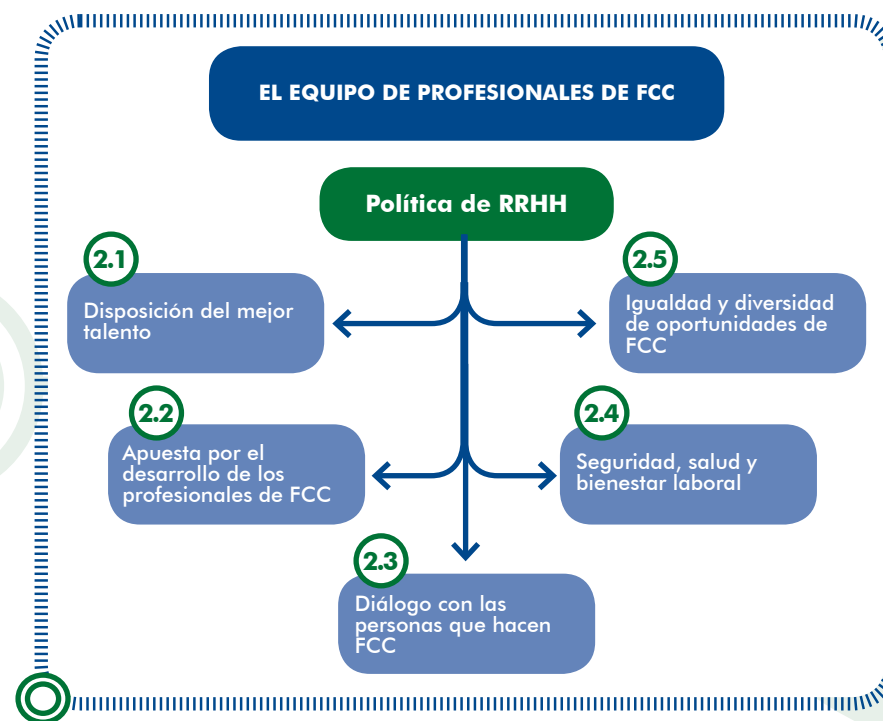 EL EQUIPO DE PROFESIONALES DE FCC
Política de RRHH
2.1
Disposición del mejor
talento
2.2
Apuesta por el
desarrollo de los
profesionales de FCC
2.3
Diálogo con las
personas que hacen
FCC
2.4
Seguridad, salud y
bienestar laboral
2.5
Igualdad y diversidad
de oportunidades de
FCC